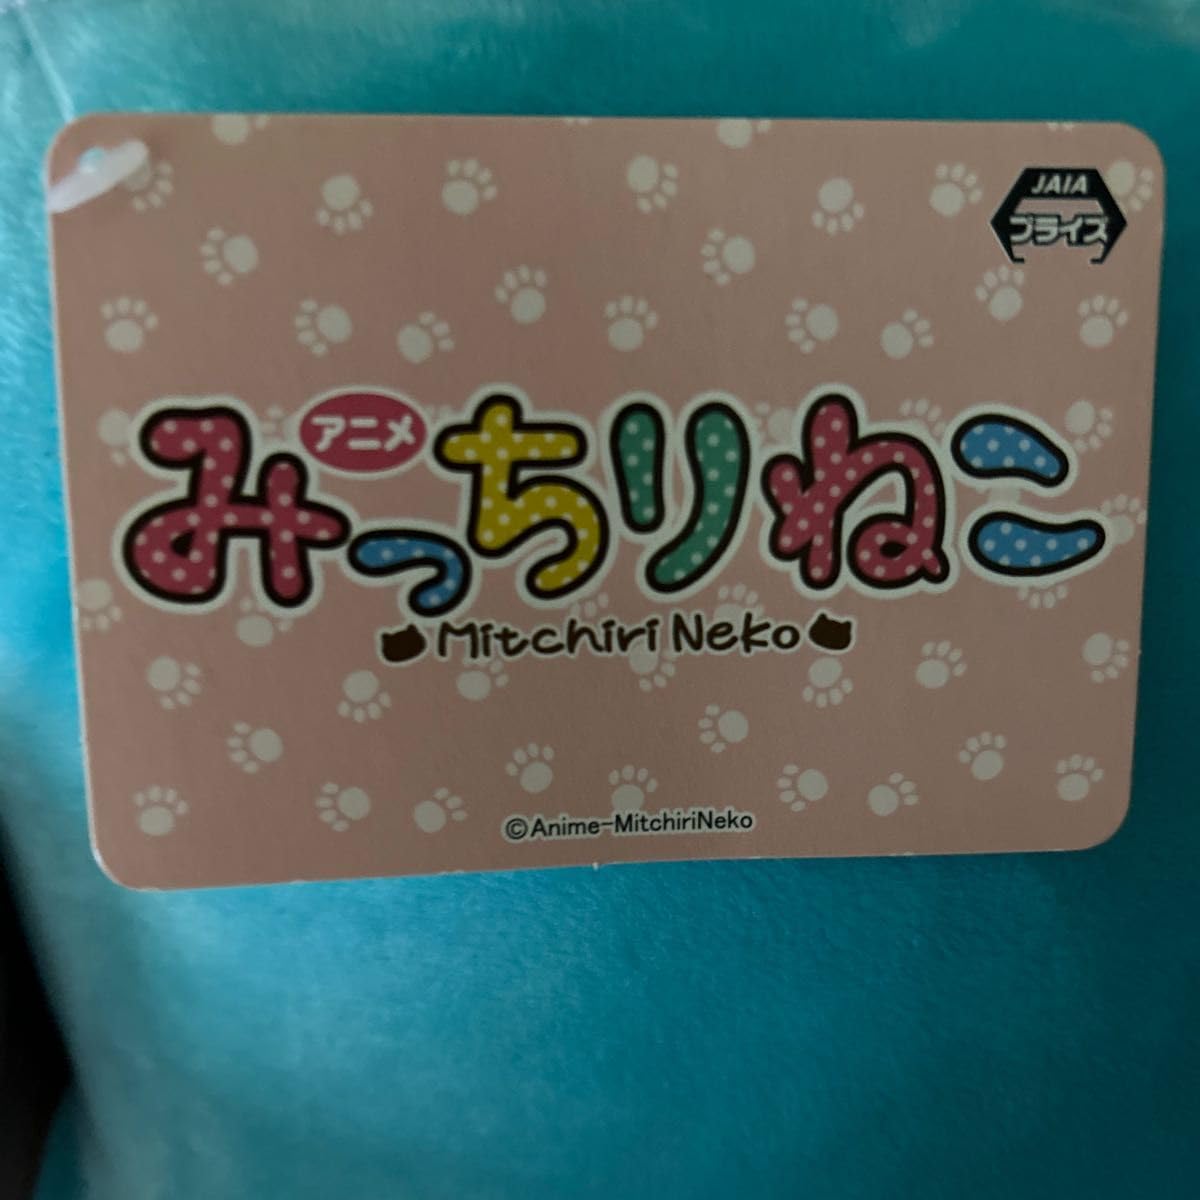 JAIA
プライズ
アニメ
みっちりねこ
Mitchiri Neko
©Anime-MitchiriNeko